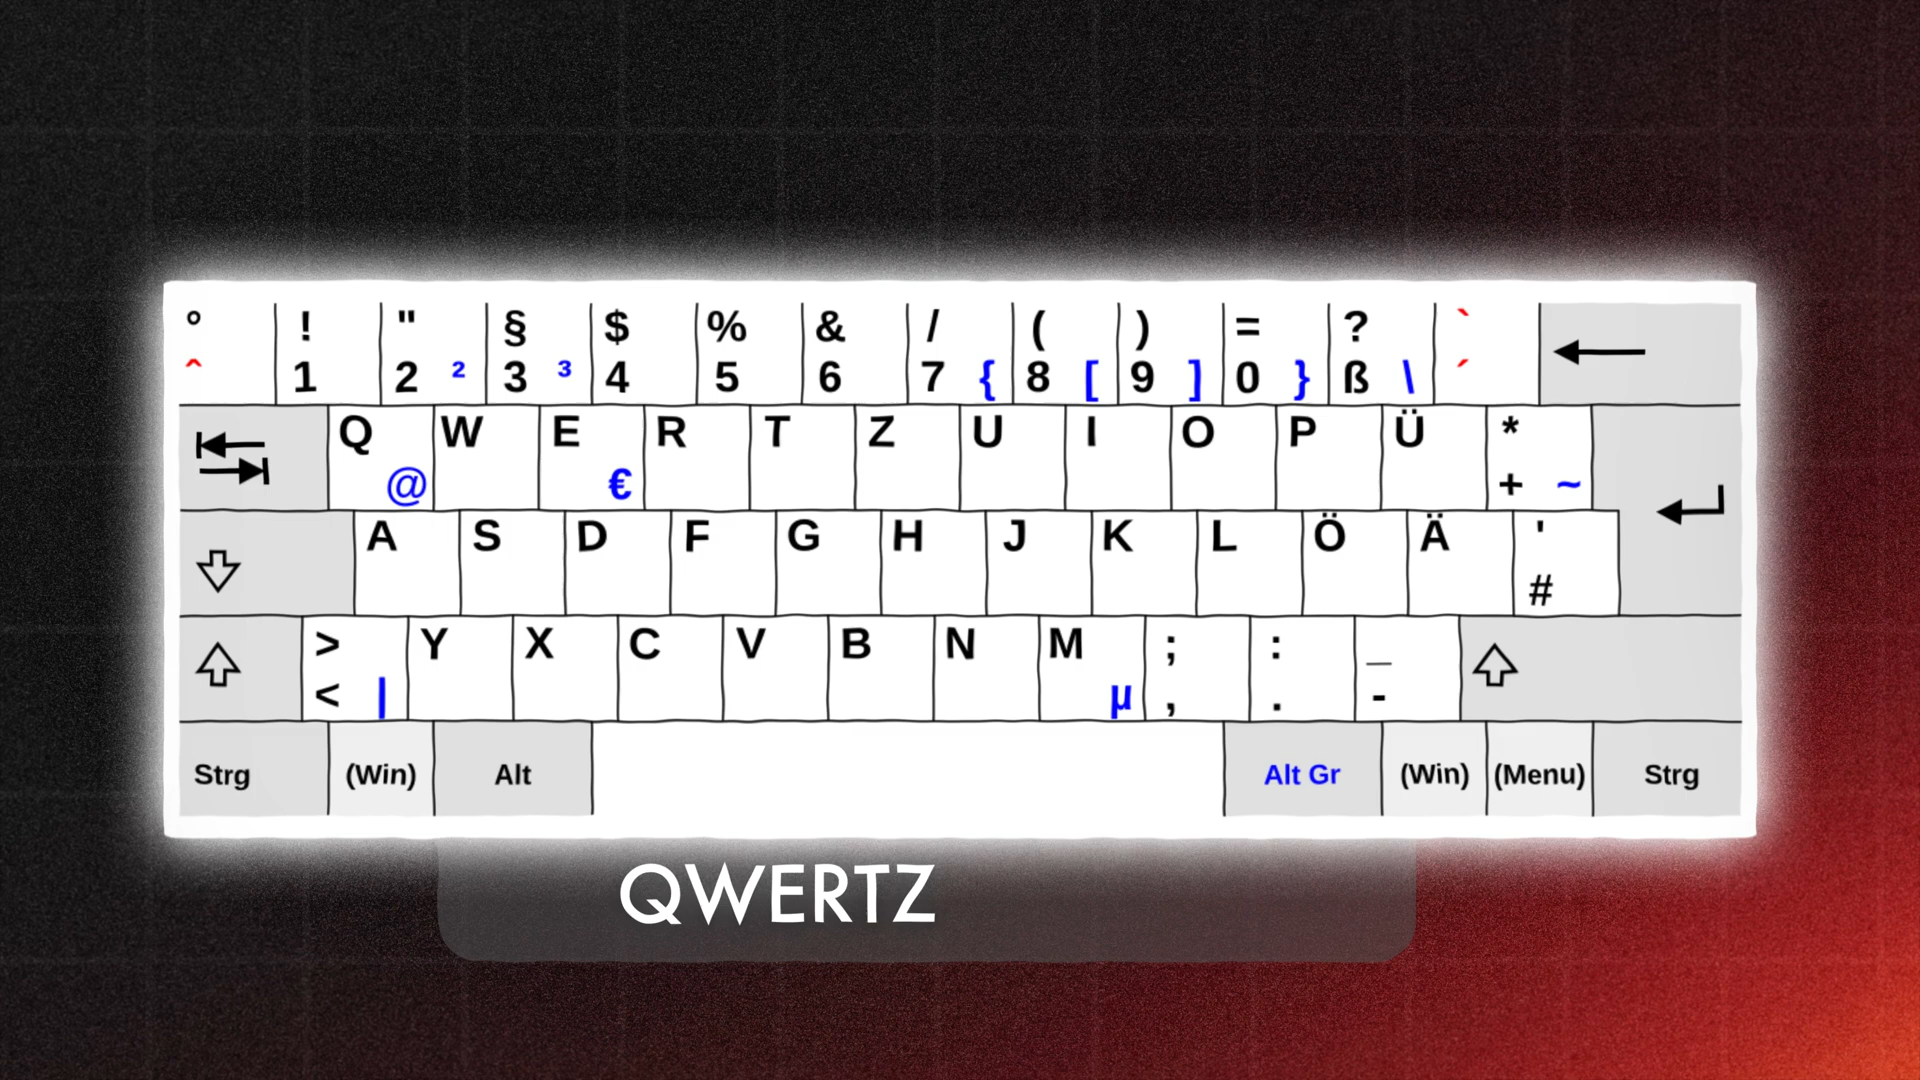 ° ! " § $ % & / ( ) = ? `
^ 1 2 ² 3 ³ 4 5 6 7 { 8 [ 9 ] 0 } ß \ ´
Q W E R T Z U I O P Ü *
@ € + ~
A S D F G H J K L Ö Ä '
#
> Y X C V B N M ; : _
< | µ , . -
Strg (Win) Alt Alt Gr (Win) (Menu) Strg
QWERTZ